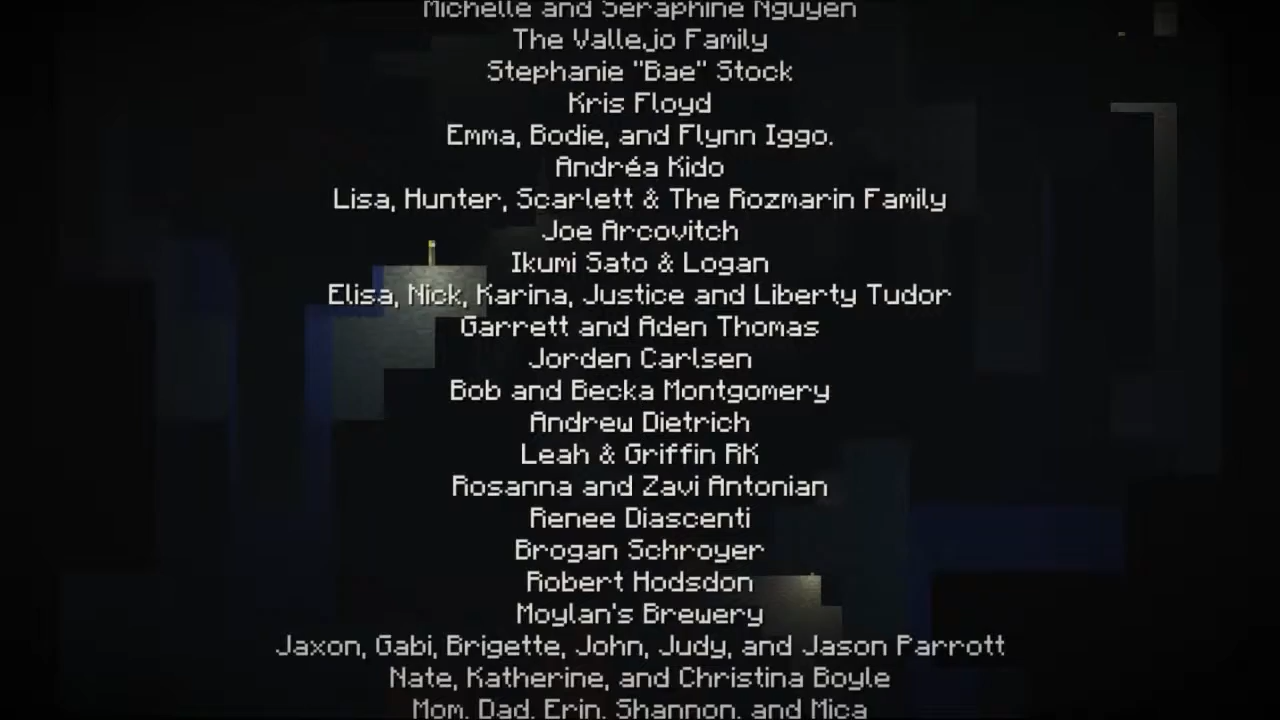 Michelle and Seraphine Nguyen
The Vallejo Family
Stephanie "Bae" Stock
Kris Floyd
Emma, Bodie, and Flynn Iggo.
Andréa Kido
Lisa, Hunter, Scarlett & The Rozmarin Family
Joe Arcovitch
Ikumi Sato & Logan
Elisa, Nick, Karina, Justice and Liberty Tudor
Garrett and Aden Thomas
Jorden Carlsen
Bob and Becka Montgomery
Andrew Dietrich
Leah & Griffin RK
Rosanna and Zavi Antonian
Renee Diascenti
Brogan Schroyer
Robert Hodsdon
Moylan's Brewery
Jaxon, Gabi, Brigette, John, Judy, and Jason Parrott
Nate, Katherine, and Christina Boyle
Mom, Dad, Erin, Shannon, and Mica